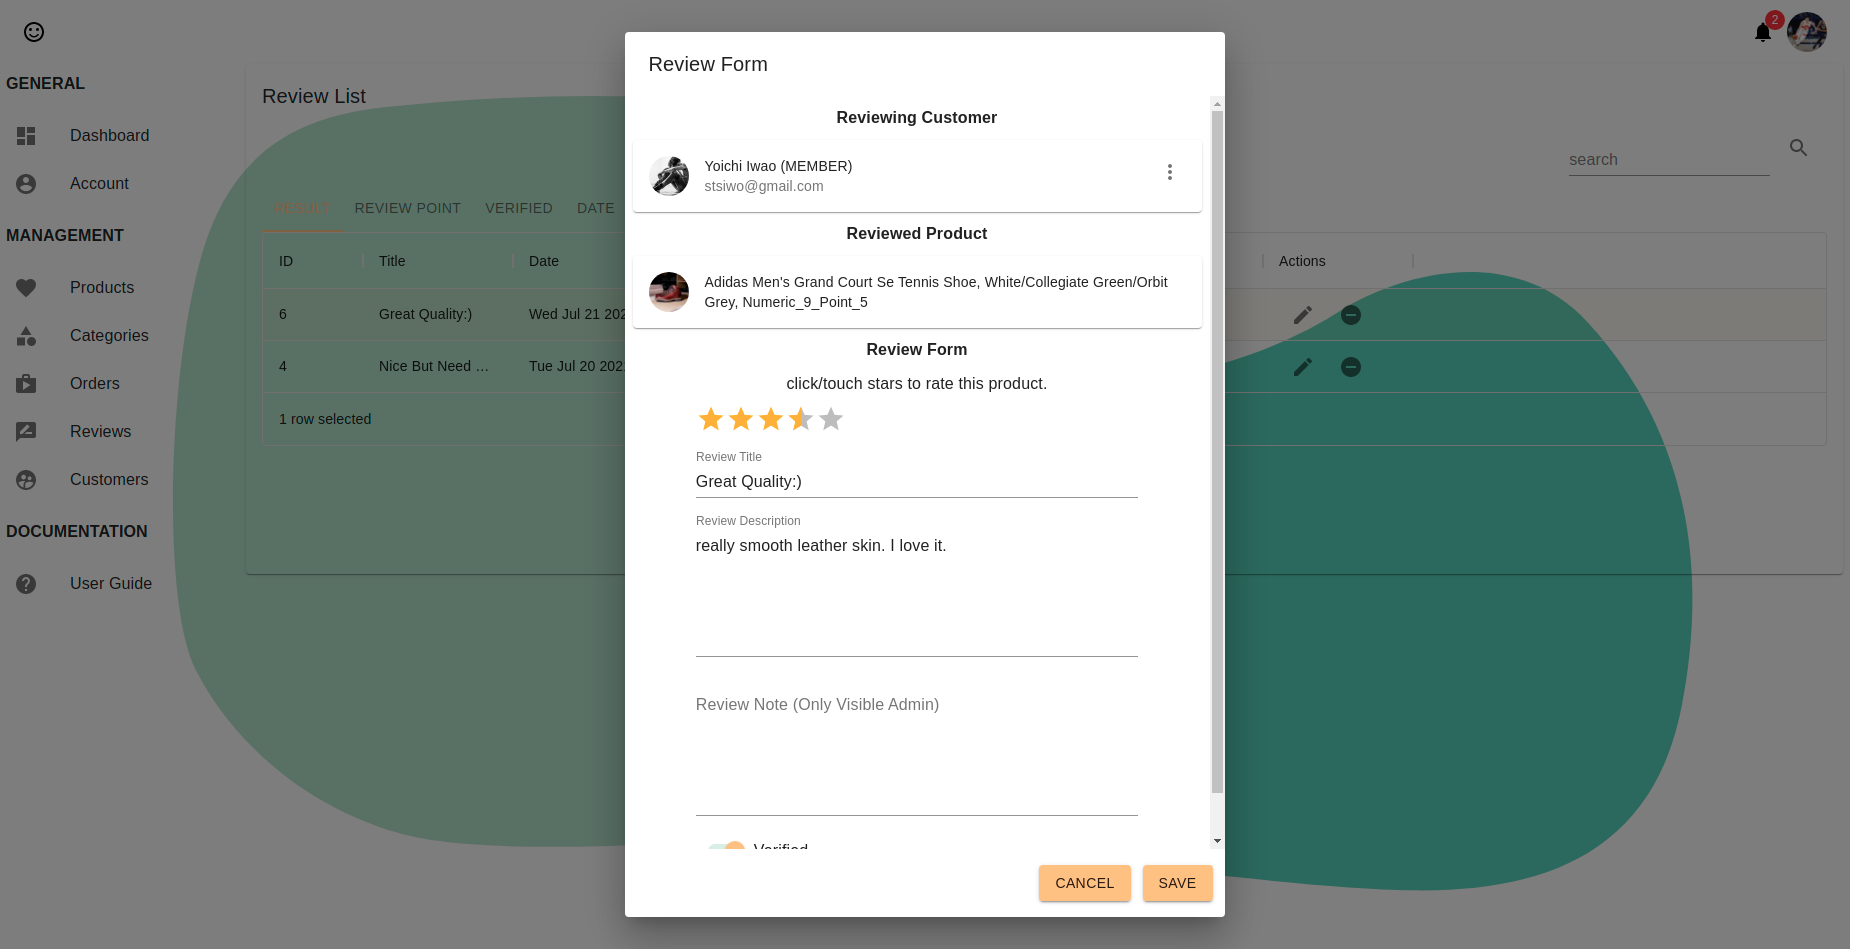 2
GENERAL
Dashboard
Account
MANAGEMENT
Products
Categories
Orders
Reviews
Customers
DOCUMENTATION
User Guide
Review List
search
REVIEW POINT VERIFIED DATE
ID Title Date Actions
6 Great Quality:) Wed Jul 21 202
4 Nice But Need … Tue Jul 20 202
1 row selected
Review Form
Reviewing Customer
Yoichi Iwao (MEMBER)
stsiwo@gmail.com
Reviewed Product
Adidas Men's Grand Court Se Tennis Shoe, White/Collegiate Green/Orbit
Grey, Numeric_9_Point_5
Review Form
click/touch stars to rate this product.
Review Title
Great Quality:)
Review Description
really smooth leather skin. I love it.
Review Note (Only Visible Admin)
Verified
CANCEL SAVE